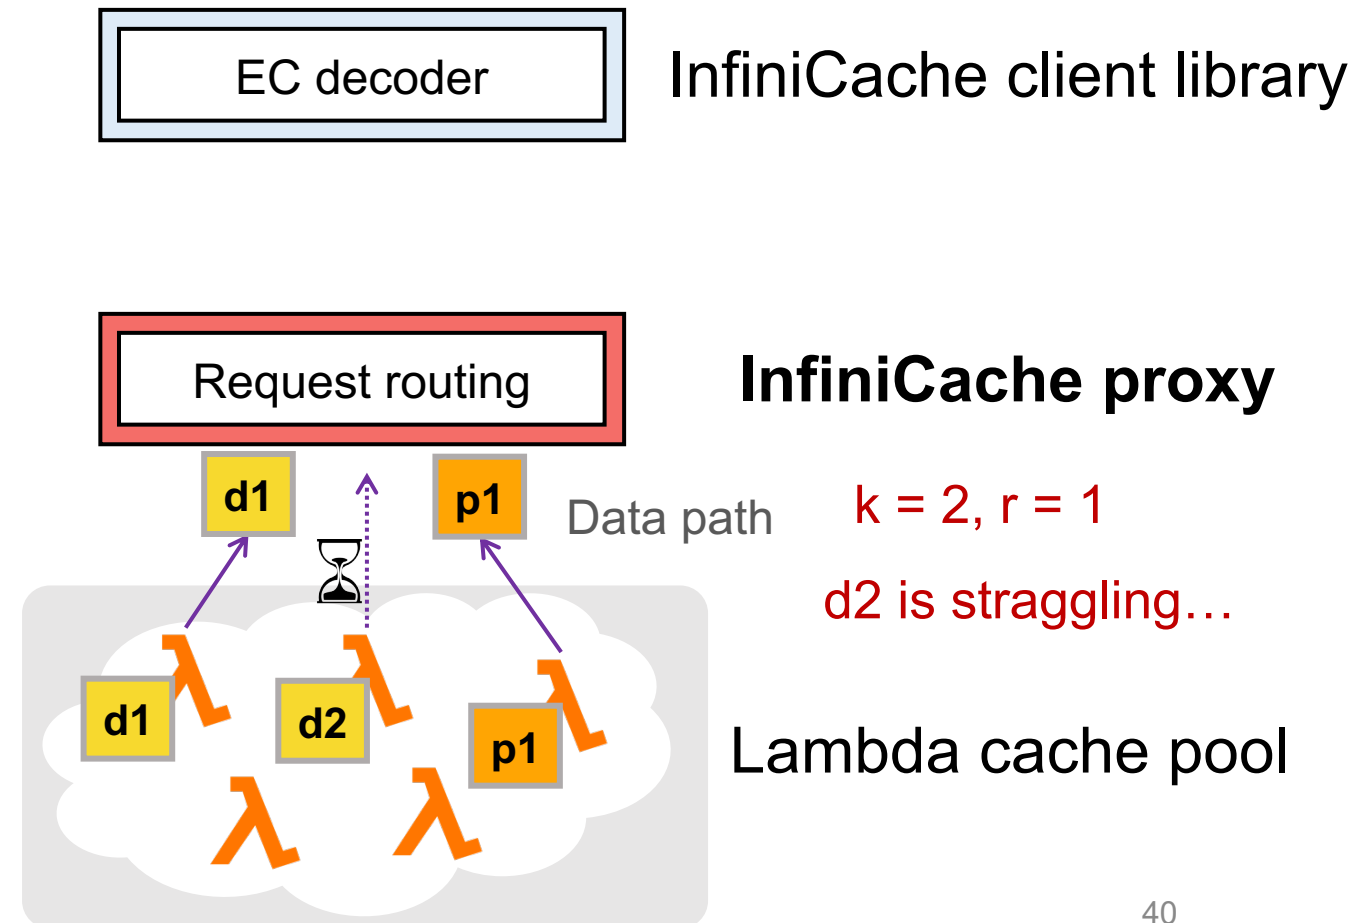 EC decoder
InfiniCache client library
Request routing
InfiniCache proxy
d1
p1
Data path
k = 2, r = 1
d2 is straggling…
λ
λ
λ
d1
d2
p1
Lambda cache pool
λ
λ
40